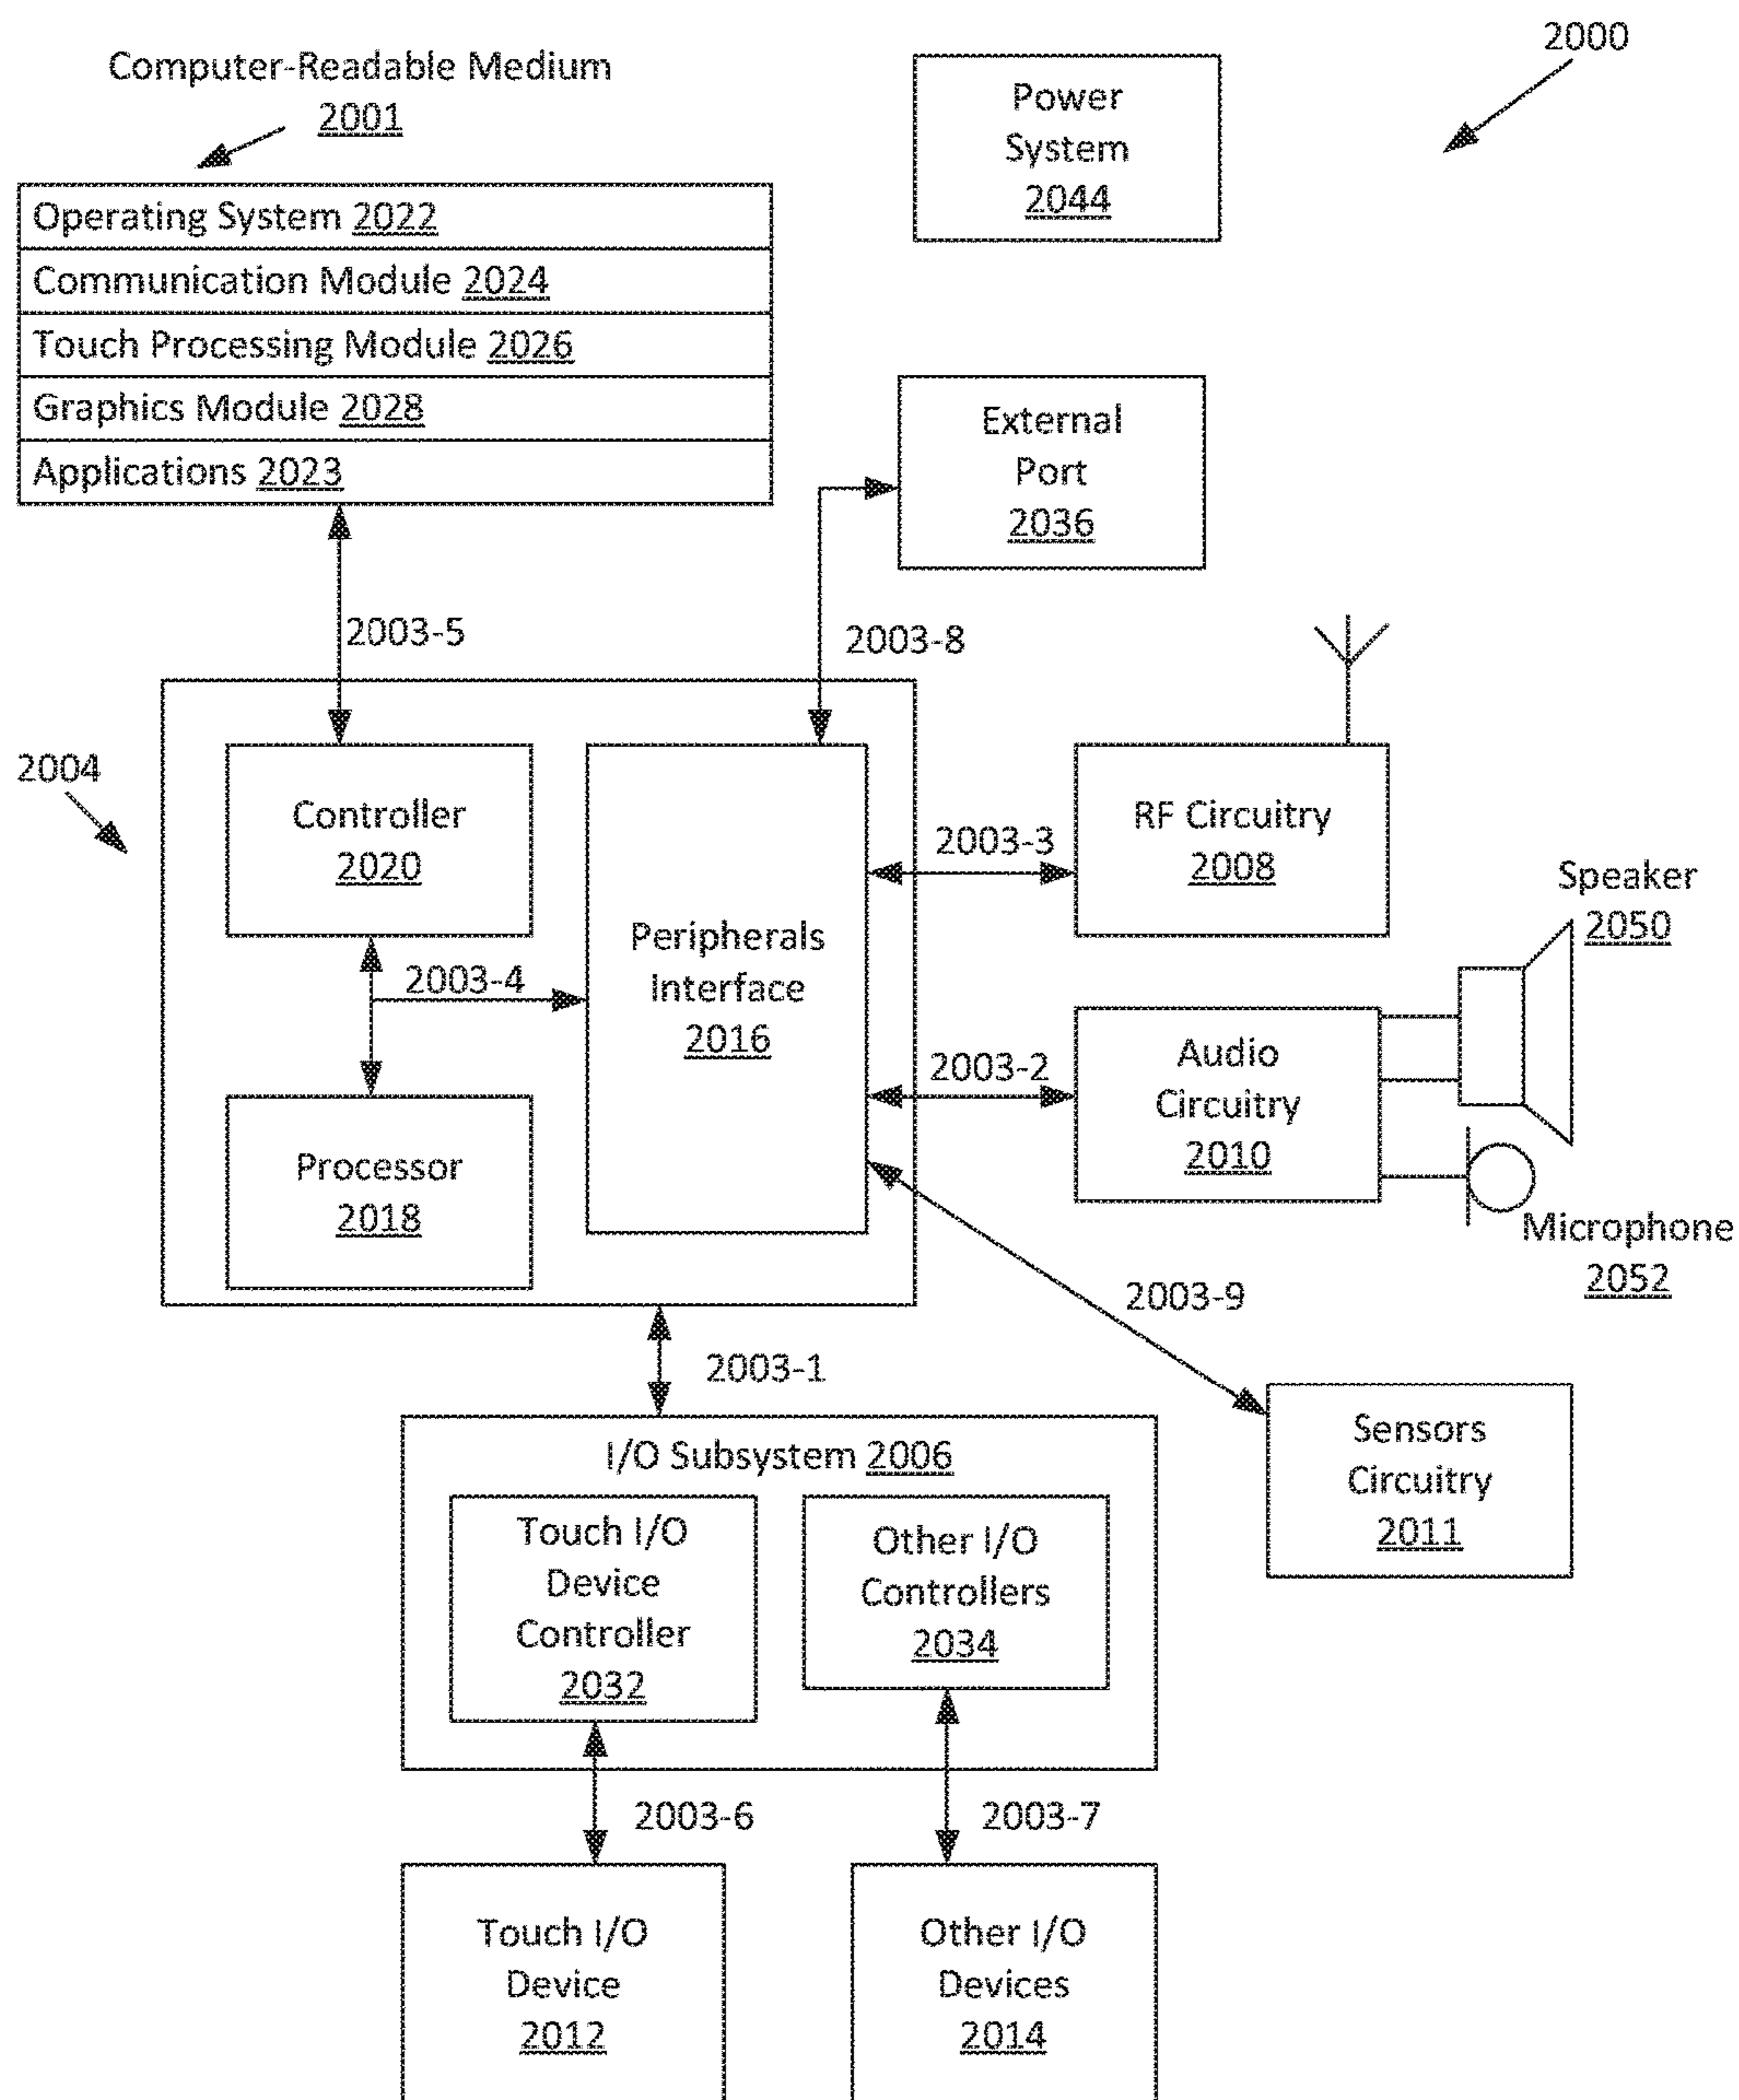 2000
Computer-Readable Medium
2001
Power
System
2044
Operating System 2022
Communication Module 2024
Touch Processing Module 2026
Graphics Module 2028
Applications 2023
External
Port
2036
2003-5
2003-8
2004
Controller
2020
Peripherals
Interface
2016
2003-4
Processor
2018
2003-3
RF Circuitry
2008
Speaker
2050
2003-2
Audio
Circuitry
2010
Microphone
2052
2003-9
2003-1
Sensors
Circuitry
2011
I/O Subsystem 2006
Touch I/O
Device
Controller
2032
Other I/O
Controllers
2034
2003-6
2003-7
Touch I/O
Device
2012
Other I/O
Devices
2014